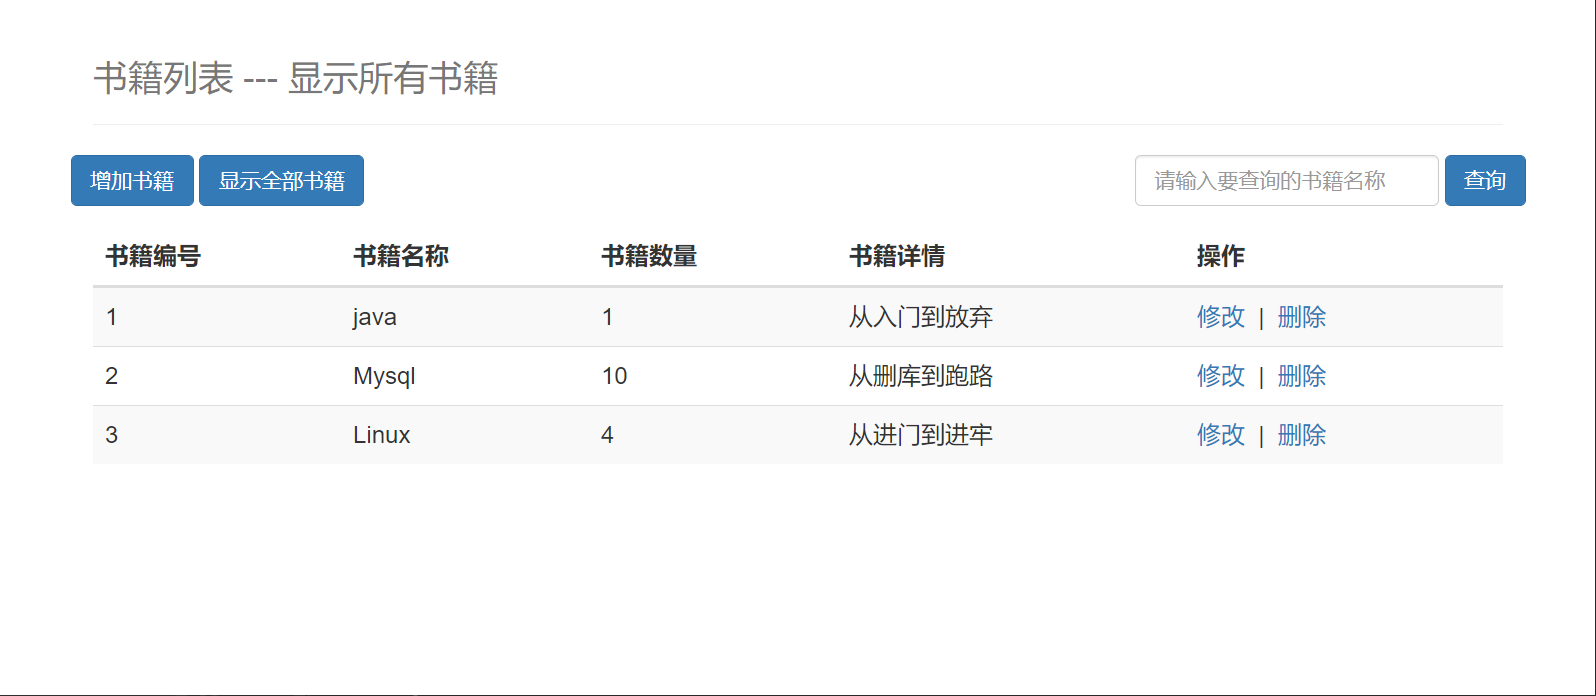 书籍列表 --- 显示所有书籍
增加书籍 显示全部书籍 请输入要查询的书籍名称 查询
书籍编号 书籍名称 书籍数量 书籍详情 操作
1 java 1 从入门到放弃 修改 | 删除
2 Mysql 10 从删库到跑路 修改 | 删除
3 Linux 4 从进门到进牢 修改 | 删除